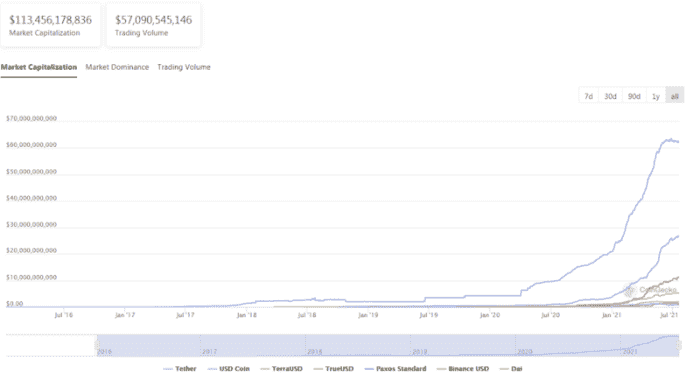 $113,456,178,836 $57,090,545,146
Market Capitalization Trading Volume
Market Capitalization Market Dominance Trading Volume
7d 30d 90d 1y all
$70,000,000,000
$60,000,000,000
$50,000,000,000
$40,000,000,000
$30,000,000,000
$20,000,000,000
$10,000,000,000
$0.00
CoinGecko
Jul '16 Jan '17 Jul '17 Jan '18 Jul '18 Jan '19 Jul '19 Jan '20 Jul '20 Jan '21 Jul '21
2016 2017 2018 2019 2020 2021
Tether USD Coin TerraUSD TrueUSD Paxos Standard Binance USD Dai